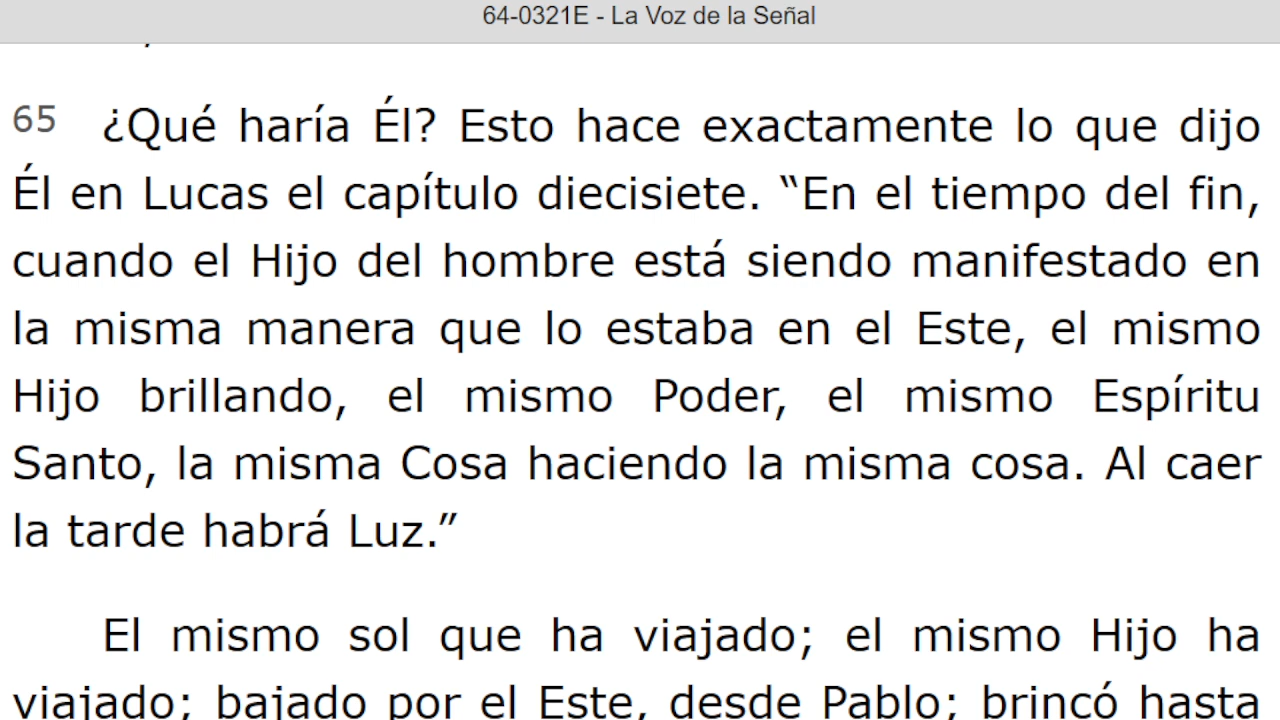 64-0321E - La Voz de la Señal
65 ¿Qué haría Él? Esto hace exactamente lo que dijo
Él en Lucas el capítulo diecisiete. “En el tiempo del fin,
cuando el Hijo del hombre está siendo manifestado en
la misma manera que lo estaba en el Este, el mismo
Hijo brillando, el mismo Poder, el mismo Espíritu
Santo, la misma Cosa haciendo la misma cosa. Al caer
la tarde habrá Luz.”
El mismo sol que ha viajado; el mismo Hijo ha
viajado; bajado por el Este, desde Pablo; brincó hasta